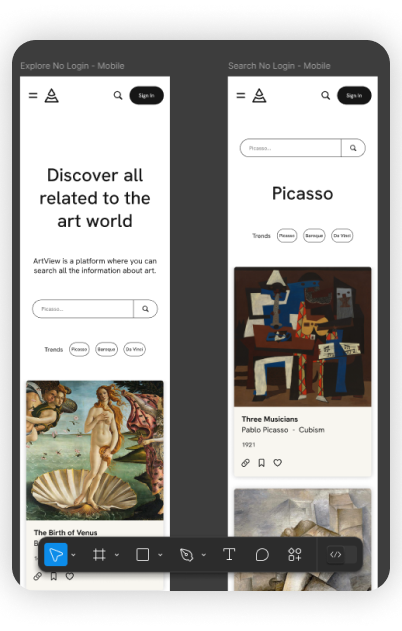 Explore No Login - Mobile
Sign In
Discover all
related to the
art world
ArtView is a platform where you can
search all the information about art.
Picasso...
Trends Picasso Barroque Da Vinci
The Birth of Venus
Search No Login - Mobile
Sign In
Picasso...
Picasso
Trends Picasso Barroque Da Vinci
Three Musicians
Pablo Picasso - Cubism
1921